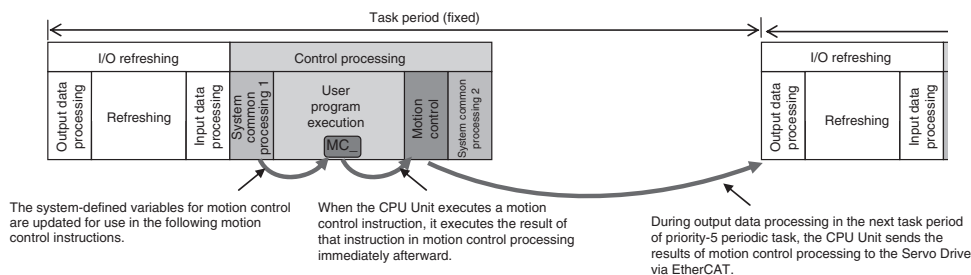 Task period (fixed)
I/O refreshing
Control processing
I/O refreshing
Output data
processing
Refreshing
Input data
processing
System
common
processing 1
User
program
execution
MC_
Motion
control
System common
processing 2
Output data
processing
Refreshing
Input data
processing
The system-defined variables for motion control
are updated for use in the following motion
control instructions.
When the CPU Unit executes a motion
control instruction, it executes the result of
that instruction in motion control processing
immediately afterward.
During output data processing in the next task period
of priority-5 periodic task, the CPU Unit sends the
results of motion control processing to the Servo Drive
via EtherCAT.